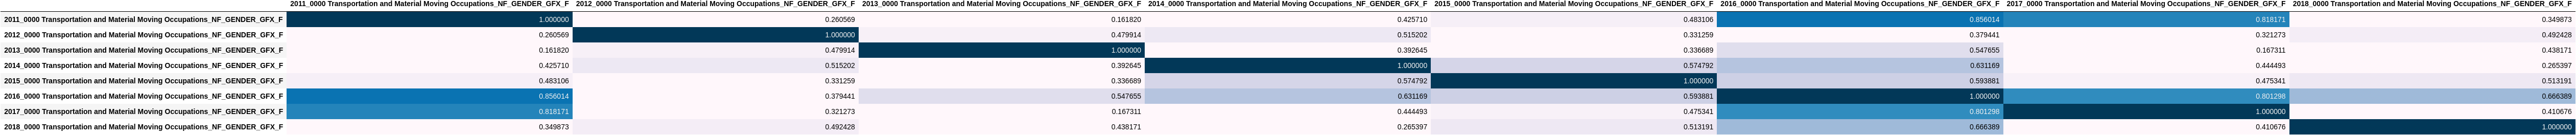 2011_0000 Transportation and Material Moving Occupations_NF_GENDER_GFX_F 2012_0000 Transportation and Material Moving Occupations_NF_GENDER_GFX_F 2013_0000 Transportation and Material Moving Occupations_NF_GENDER_GFX_F 2014_0000 Transportation and Material Moving Occupations_NF_GENDER_GFX_F 2015_0000 Transportation and Material Moving Occupations_NF_GENDER_GFX_F 2016_0000 Transportation and Material Moving Occupations_NF_GENDER_GFX_F 2017_0000 Transportation and Material Moving Occupations_NF_GENDER_GFX_F 2018_0000 Transportation and Material Moving Occupations_NF_GENDER_GFX_F
2011_0000 Transportation and Material Moving Occupations_NF_GENDER_GFX_F 1.000000 0.260569 0.161820 0.425710 0.483106 0.856014 0.818171 0.349873
2012_0000 Transportation and Material Moving Occupations_NF_GENDER_GFX_F 0.260569 1.000000 0.479914 0.515202 0.331259 0.379441 0.321273 0.492428
2013_0000 Transportation and Material Moving Occupations_NF_GENDER_GFX_F 0.161820 0.479914 1.000000 0.392645 0.336689 0.547655 0.167311 0.438171
2014_0000 Transportation and Material Moving Occupations_NF_GENDER_GFX_F 0.425710 0.515202 0.392645 1.000000 0.574792 0.631169 0.444493 0.265397
2015_0000 Transportation and Material Moving Occupations_NF_GENDER_GFX_F 0.483106 0.331259 0.336689 0.574792 1.000000 0.593881 0.475341 0.513191
2016_0000 Transportation and Material Moving Occupations_NF_GENDER_GFX_F 0.856014 0.379441 0.547655 0.631169 0.593881 1.000000 0.801298 0.666389
2017_0000 Transportation and Material Moving Occupations_NF_GENDER_GFX_F 0.818171 0.321273 0.167311 0.444493 0.475341 0.801298 1.000000 0.410676
2018_0000 Transportation and Material Moving Occupations_NF_GENDER_GFX_F 0.349873 0.492428 0.438171 0.265397 0.513191 0.666389 0.410676 1.000000